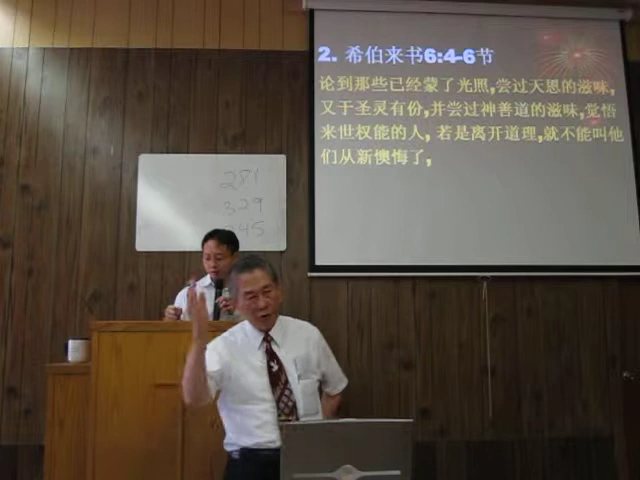 2. 希伯来书6:4-6节
论到那些已经蒙了光照,尝过天恩的滋味,
又于圣灵有份,并尝过神善道的滋味,觉悟
来世权能的人, 若是离开道理,就不能叫他
们从新懊悔了,
281
329
245